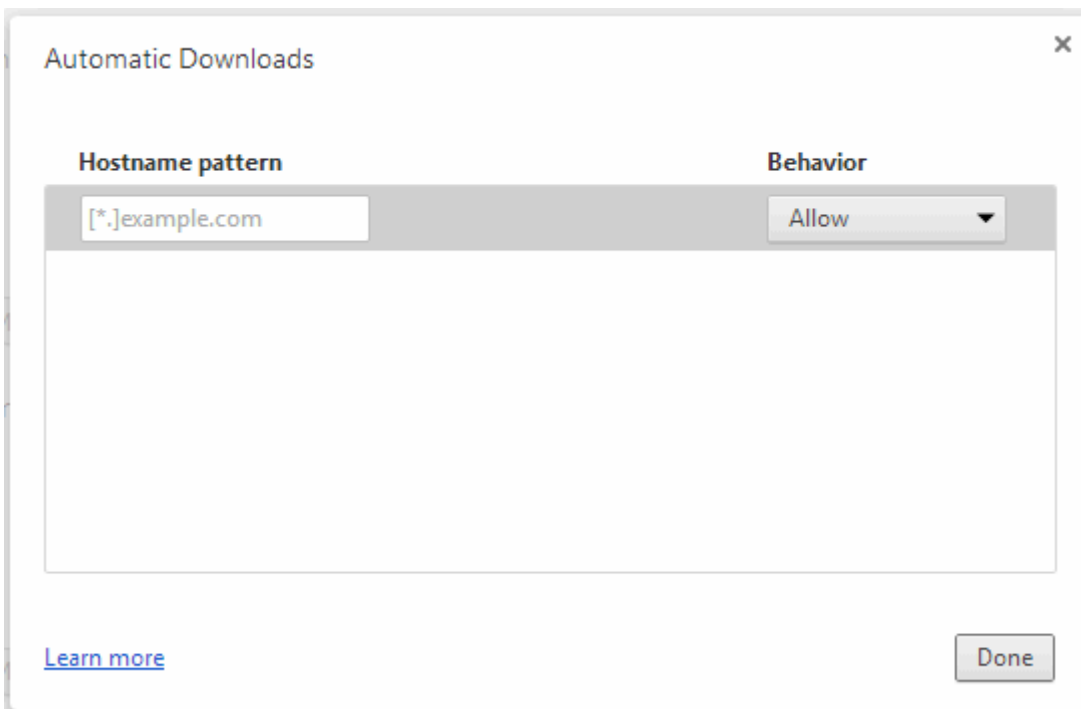 Automatic Downloads
×
Hostname pattern Behavior
[*.]example.com Allow
Learn more Done